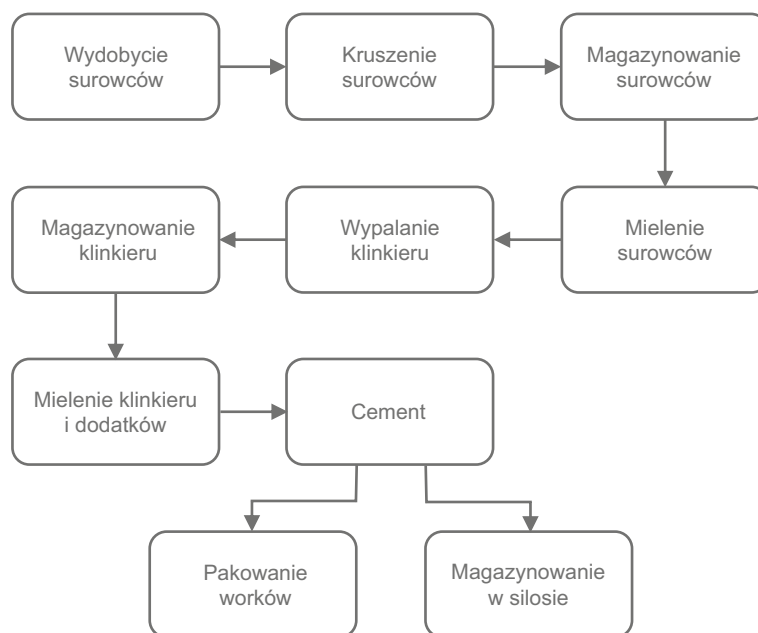 Wydobycie
surowców
Kruszenie
surowców
Magazynowanie
surowców
Mielenie
surowców
Wypalanie
klinkieru
Magazynowanie
klinkieru
Mielenie klinkieru
i dodatków
Cement
Pakowanie
worków
Magazynowanie
w silosie